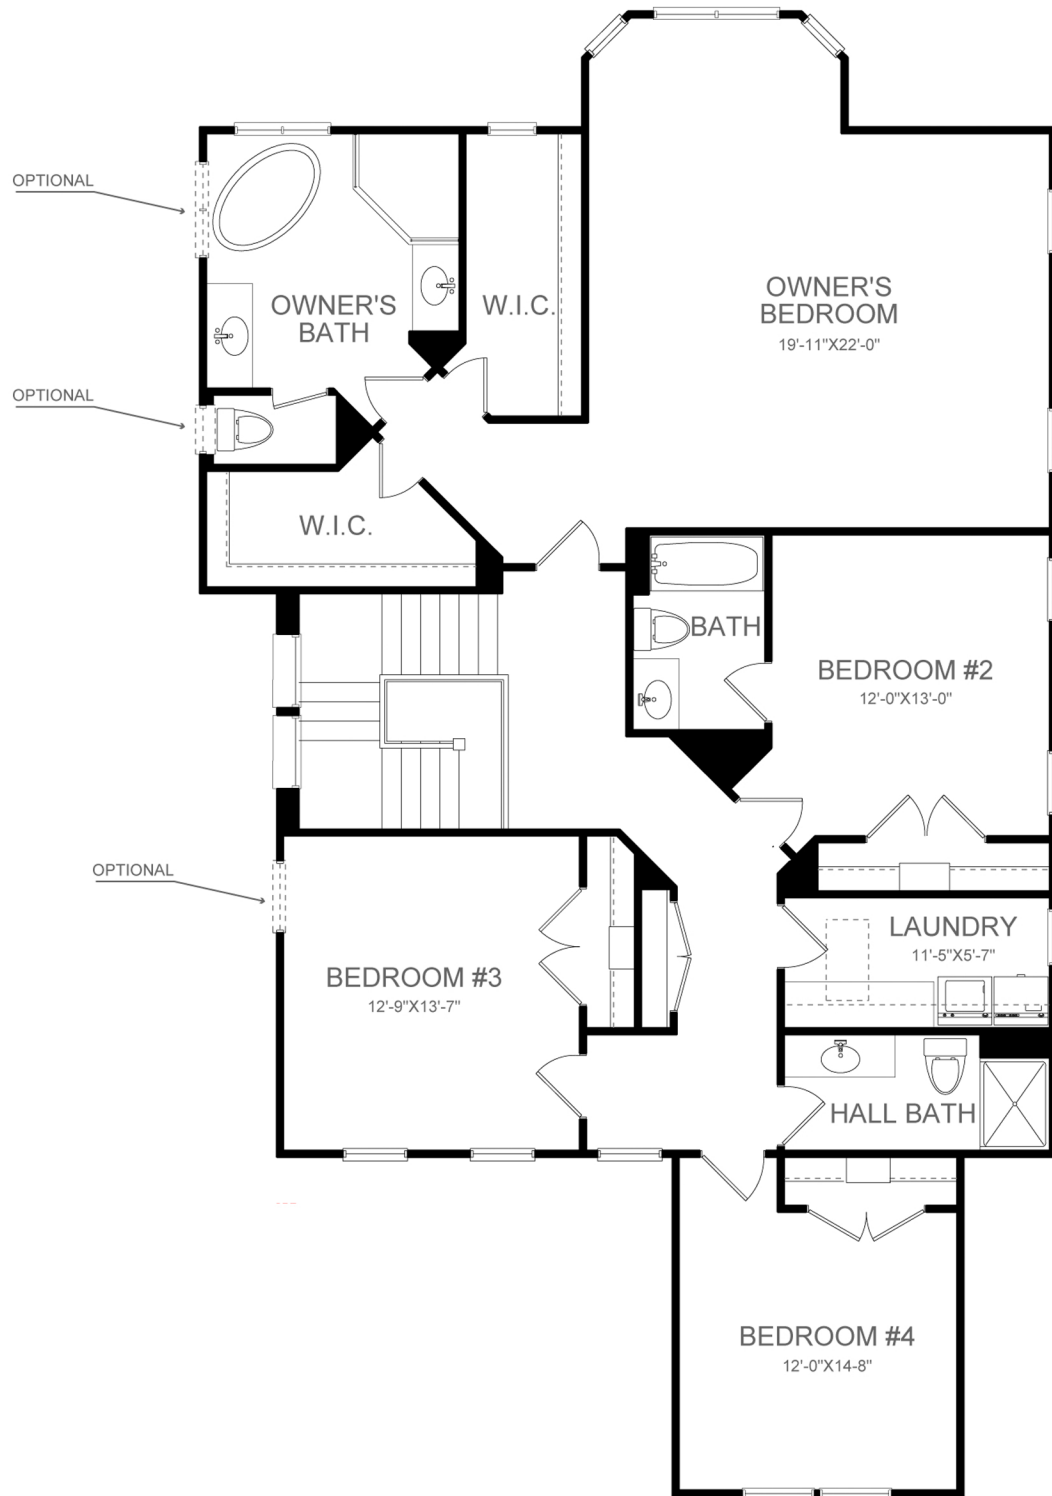 OPTIONAL
OWNER'S
BATH
W.I.C.
OWNER'S
BEDROOM
19'-11"X22'-0"
OPTIONAL
W.I.C.
BATH
BEDROOM #2
12'-0"X13'-0"
OPTIONAL
LAUNDRY
11'-5"X5'-7"
BEDROOM #3
12'-9"X13'-7"
HALL BATH
BEDROOM #4
12'-0"X14-8"